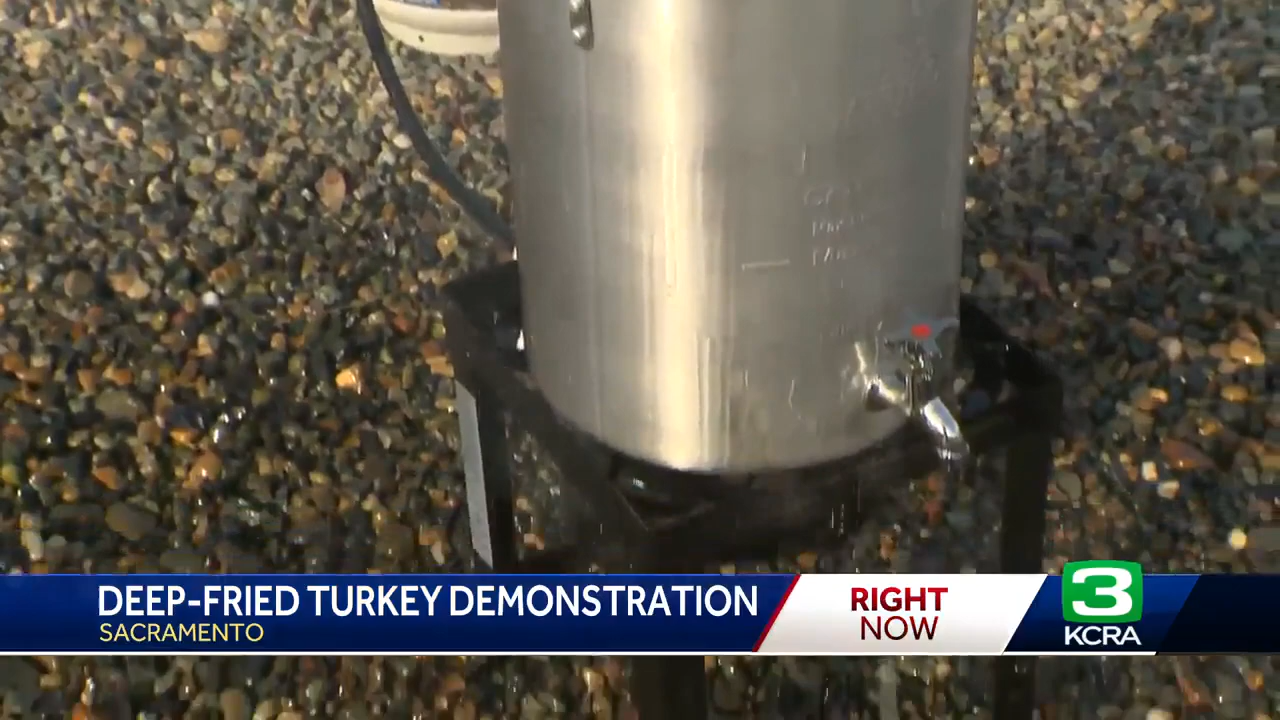 DEEP-FRIED TURKEY DEMONSTRATION
SACRAMENTO
RIGHT
NOW
3
KCRA